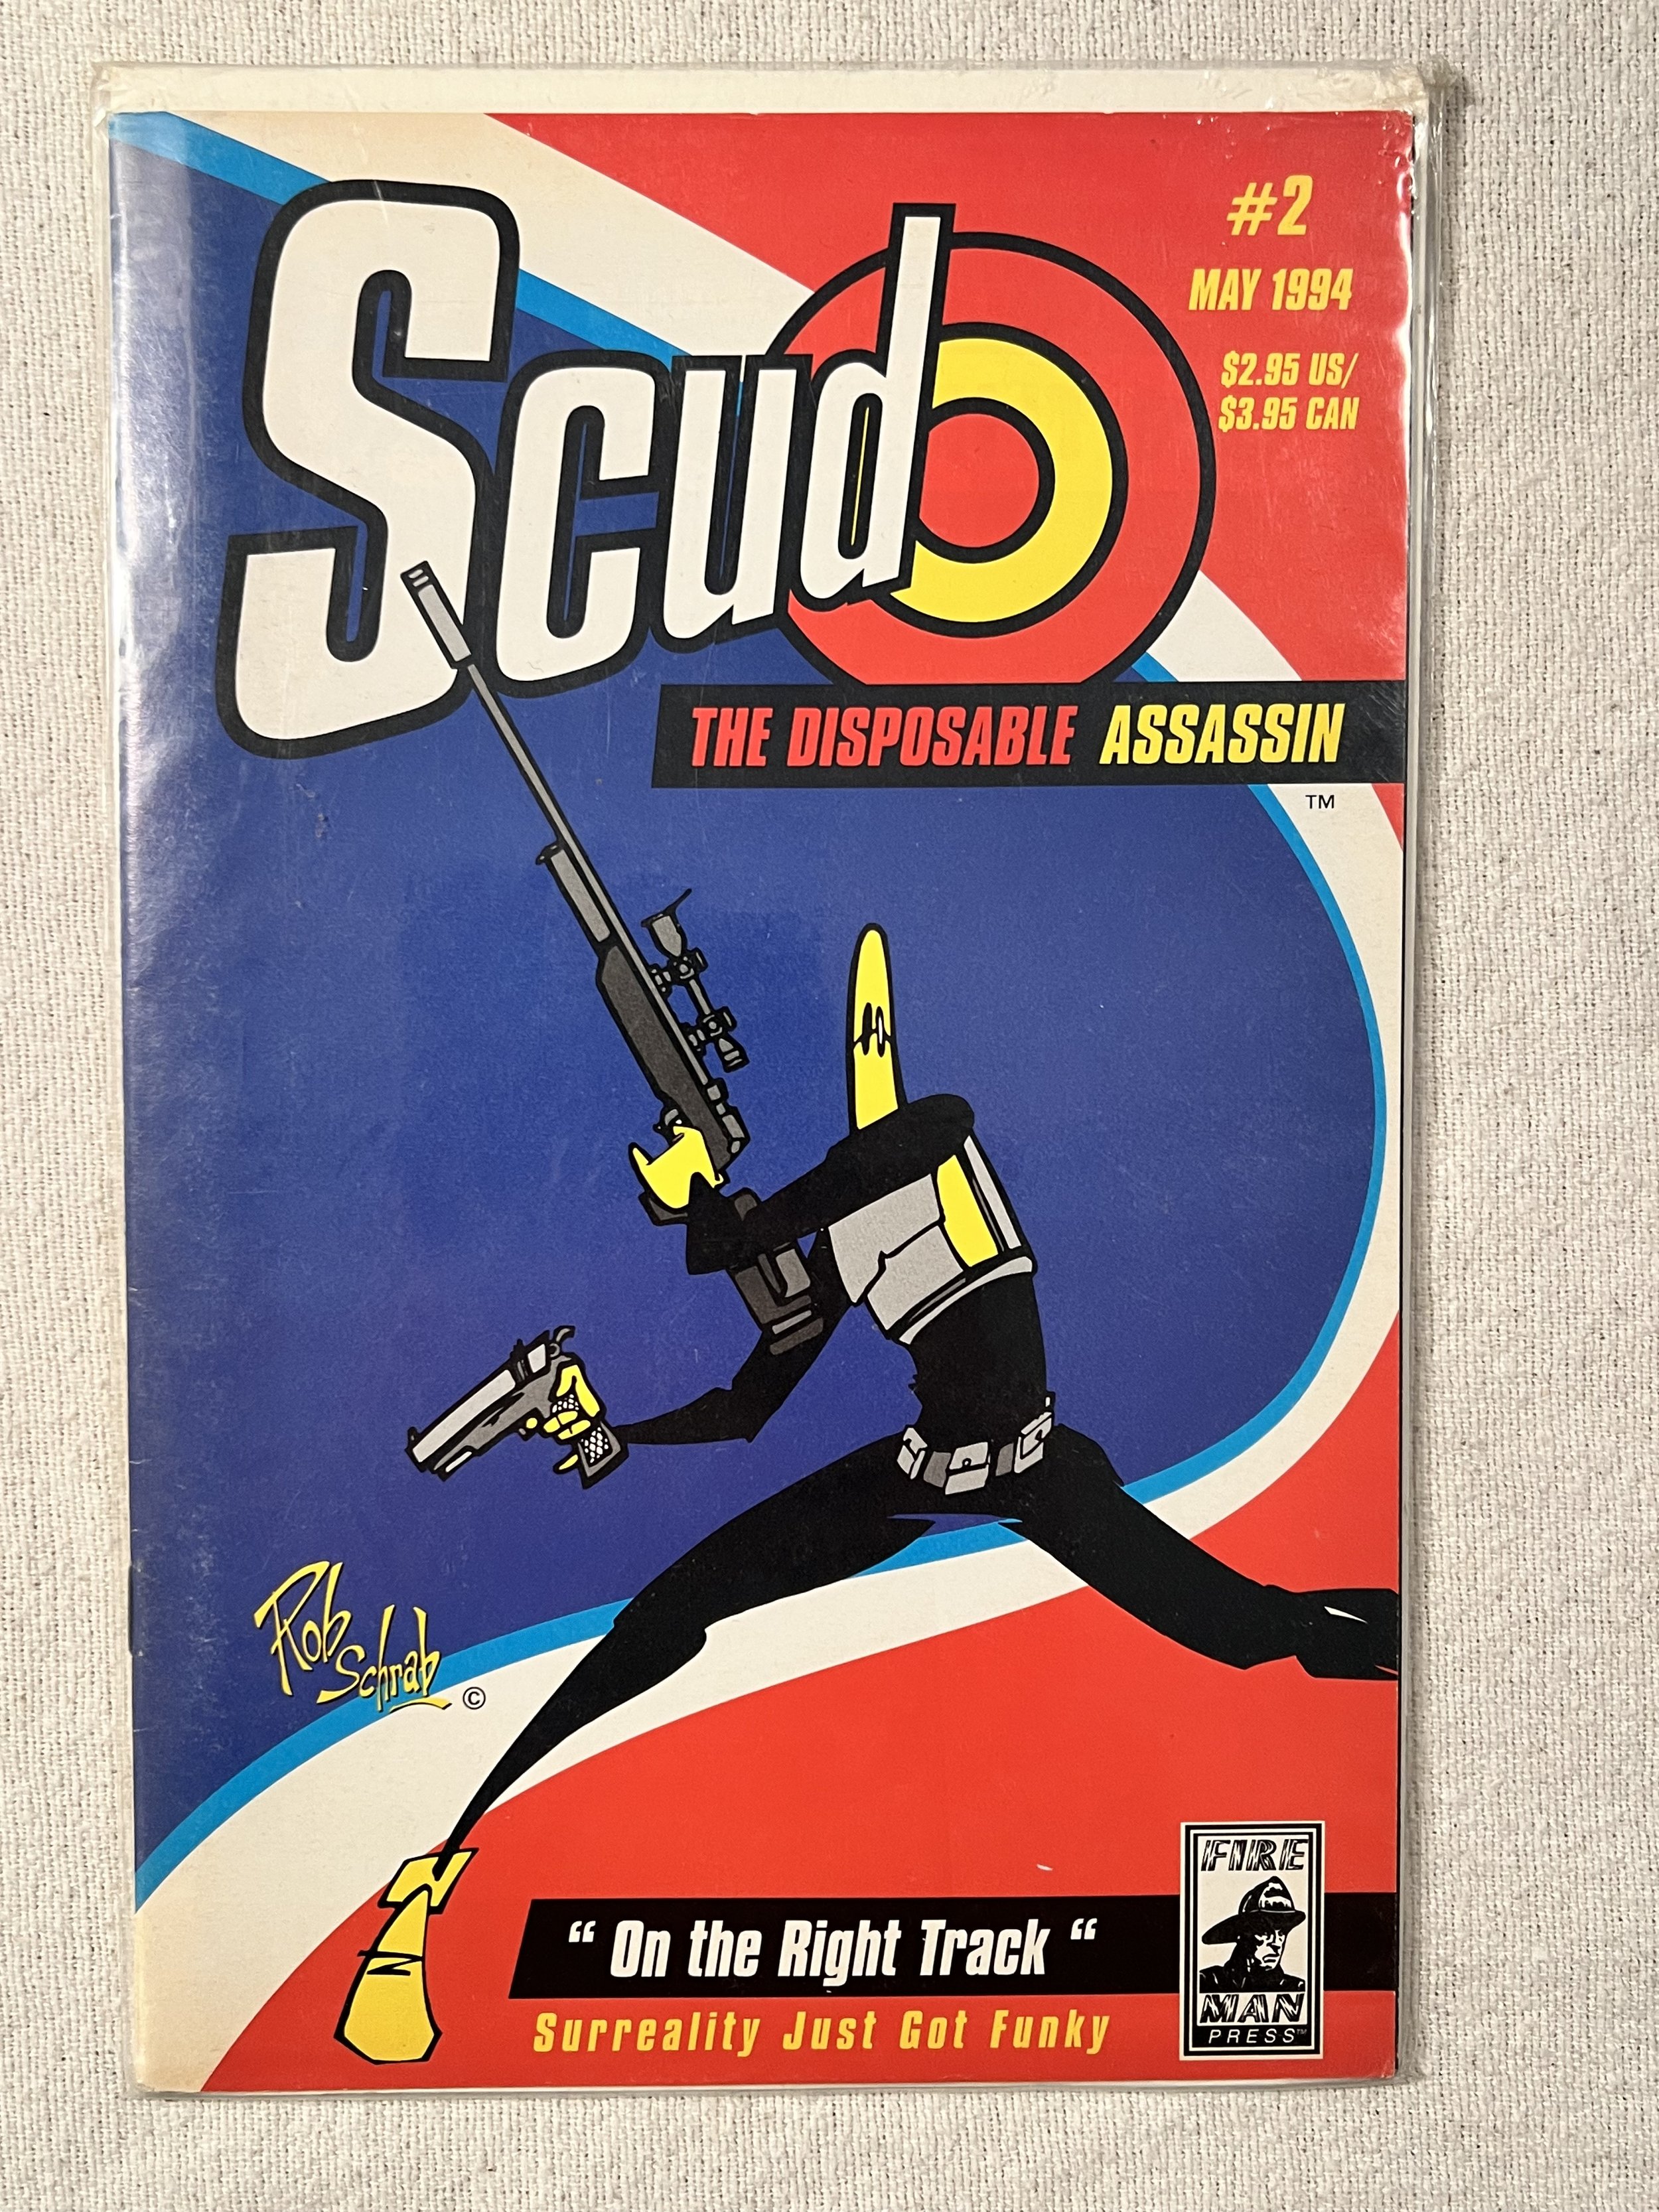 Scud
#2
MAY 1994
$2.95 US/
$3.95 CAN
THE DISPOSABLE ASSASSIN
TM
Rob
Schrab ©
“ On the Right Track “
Surreality Just Got Funky
FIRE
MAN
PRESS™